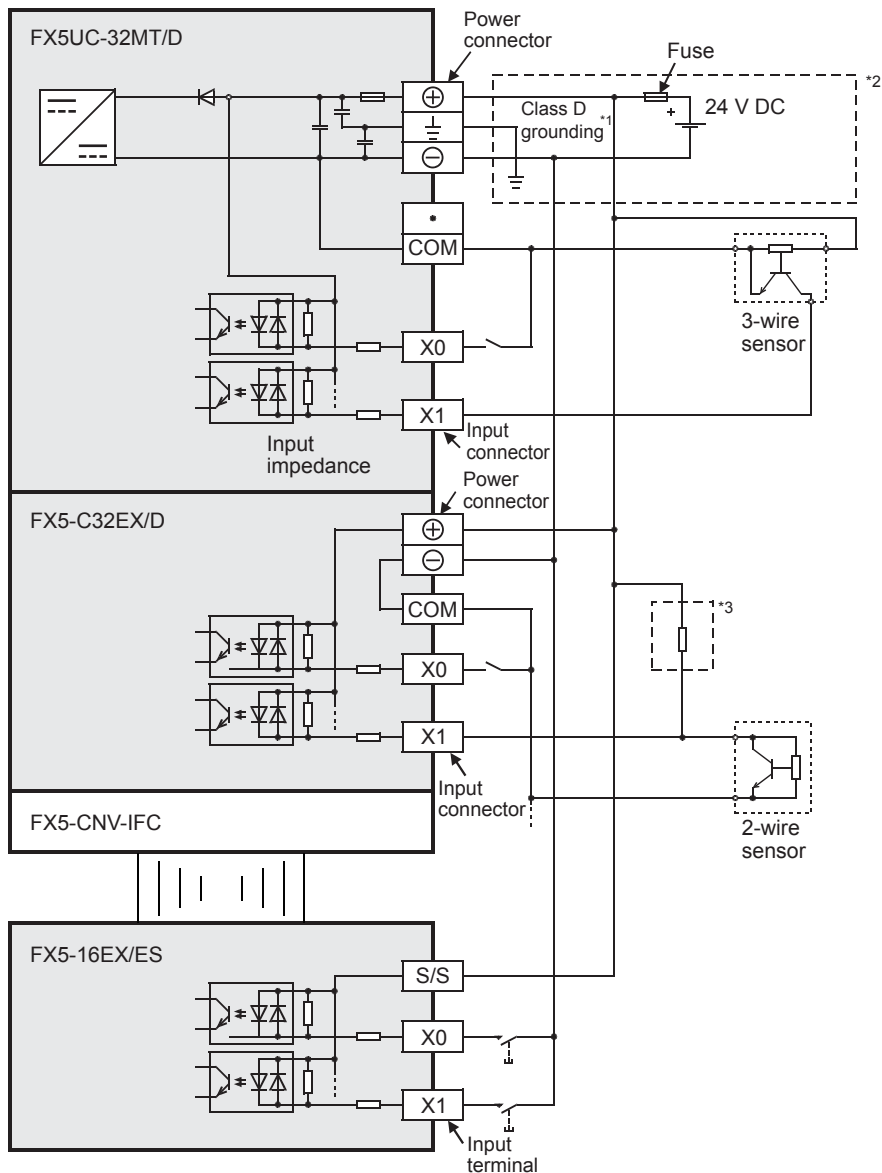 FX5UC-32MT/D
Power
connector
Fuse
*2
Class D
grounding*1
+
24 V DC
•
COM
3-wire
sensor
X0
X1
Input
impedance
Input
connector
FX5-C32EX/D
Power
connector
COM
*3
X0
X1
Input
connector
FX5-CNV-IFC
2-wire
sensor
FX5-16EX/ES
S/S
X0
X1
Input
terminal